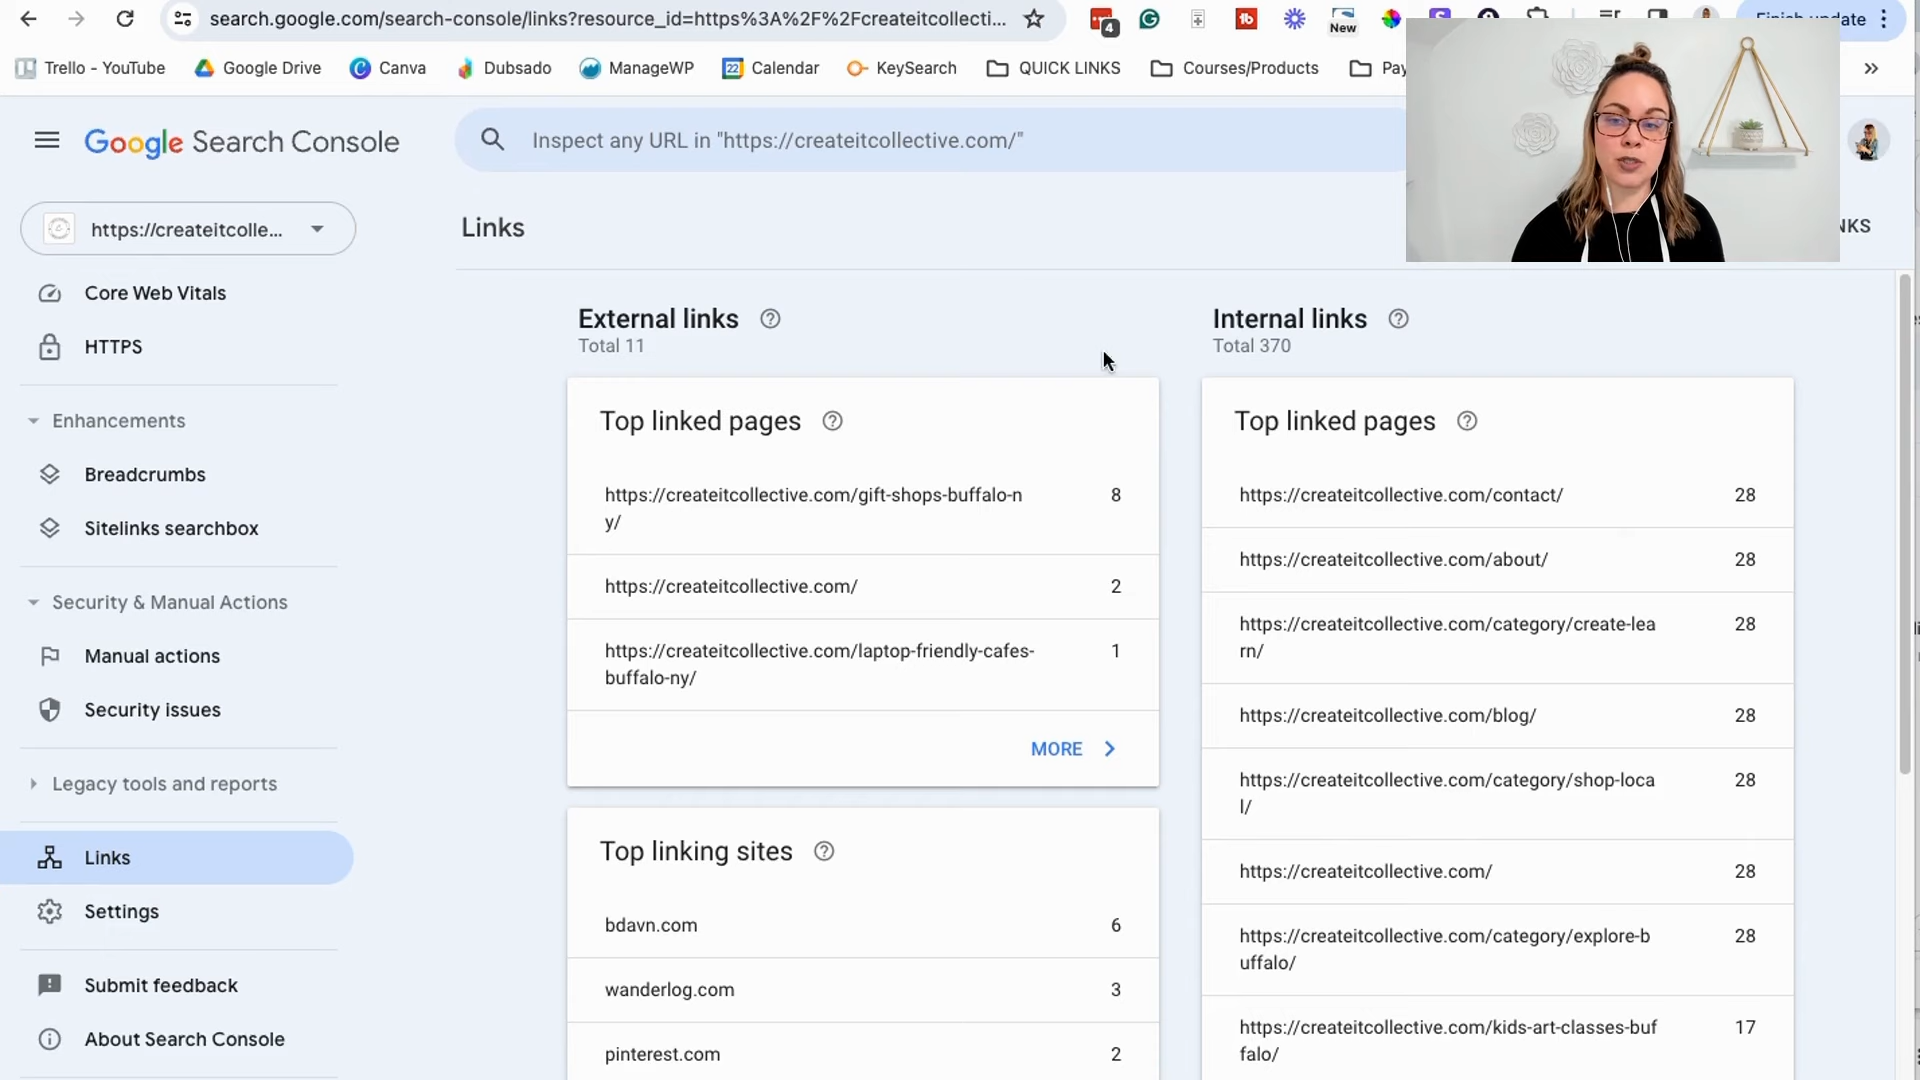 search.google.com/search-console/links?resource_id=https%3A%2F%2Fcreateitcollecti...
4
New
Finish update
Trello - YouTube
Google Drive
Canva
Dubsado
ManageWP
22
Calendar
KeySearch
QUICK LINKS
Courses/Products
Pay
Google Search Console
Inspect any URL in "https://createitcollective.com/"
https://createitcolle...
Links
NKS
Core Web Vitals
HTTPS
Enhancements
Breadcrumbs
Sitelinks searchbox
Security & Manual Actions
Manual actions
Security issues
Legacy tools and reports
Links
Settings
Submit feedback
About Search Console
External links
Total 11
Top linked pages
https://createitcollective.com/gift-shops-buffalo-n
y/
8
https://createitcollective.com/
2
https://createitcollective.com/laptop-friendly-cafes-
buffalo-ny/
1
MORE
Top linking sites
bdavn.com
6
wanderlog.com
3
pinterest.com
2
Internal links
Total 370
Top linked pages
https://createitcollective.com/contact/
28
https://createitcollective.com/about/
28
https://createitcollective.com/category/create-lea
rn/
28
https://createitcollective.com/blog/
28
https://createitcollective.com/category/shop-loca
l/
28
https://createitcollective.com/
28
https://createitcollective.com/category/explore-b
uffalo/
28
https://createitcollective.com/kids-art-classes-buf
falo/
17